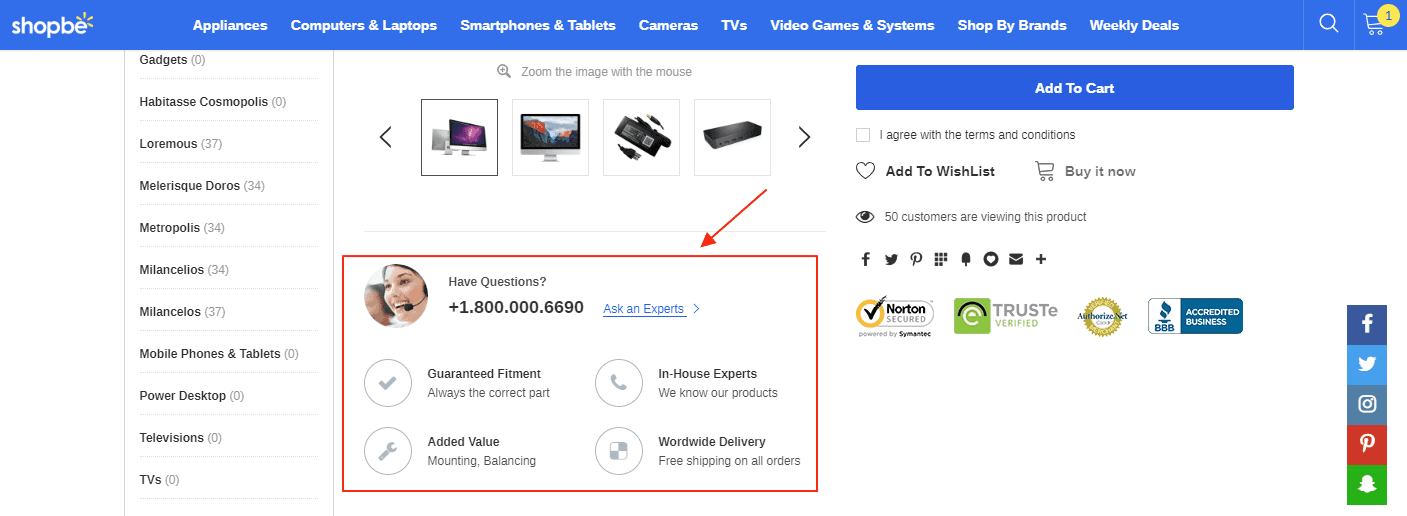 shopbe
Appliances
Computers & Laptops
Smartphones & Tablets
Cameras
TVs
Video Games & Systems
Shop By Brands
Weekly Deals
1
Gadgets (0)
Habitasse Cosmopolis (0)
Loremous (37)
Melerisque Doros (34)
Metropolis (34)
Milancelios (34)
Milancelos (37)
Mobile Phones & Tablets (0)
Power Desktop (0)
Televisions (0)
TVs (0)
Zoom the image with the mouse
Have Questions?
+1.800.000.6690
Ask an Experts
Guaranteed Fitment
Always the correct part
In-House Experts
We know our products
Added Value
Mounting, Balancing
Wordwide Delivery
Free shipping on all orders
Add To Cart
I agree with the terms and conditions
Add To WishList
Buy it now
50 customers are viewing this product
Norton
SECURED
powered by Symantec
TRUSTe
VERIFIED
Authorize.Net
BBB
ACCREDITED
BUSINESS